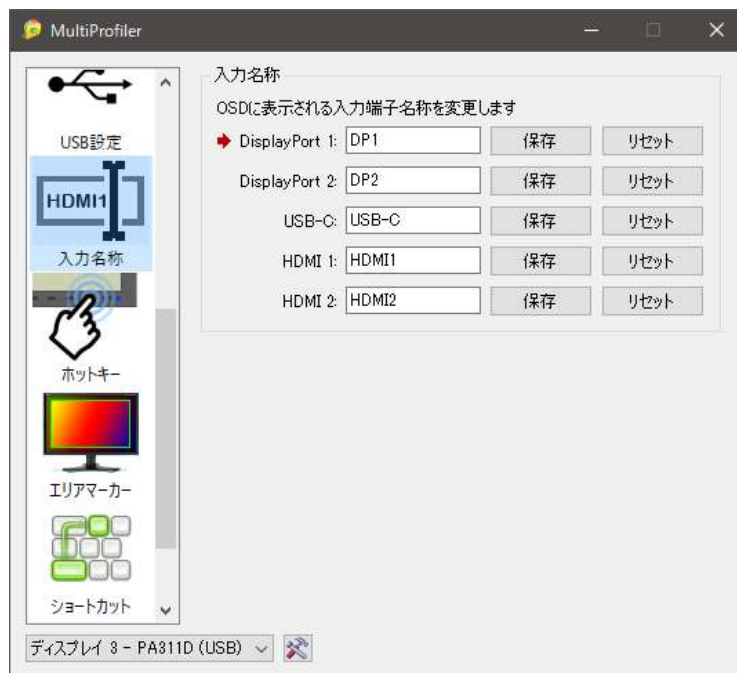 MultiProfiler
USB設定
HDMI1
入力名称
ホットキー
エリアマーカー
ショートカット
入力名称
OSDに表示される入力端子名称を変更します
DisplayPort 1: DP1 保存 リセット
DisplayPort 2: DP2 保存 リセット
USB-C: USB-C 保存 リセット
HDMI 1: HDMI1 保存 リセット
HDMI 2: HDMI2 保存 リセット
ディスプレイ 3 - PA311D (USB)